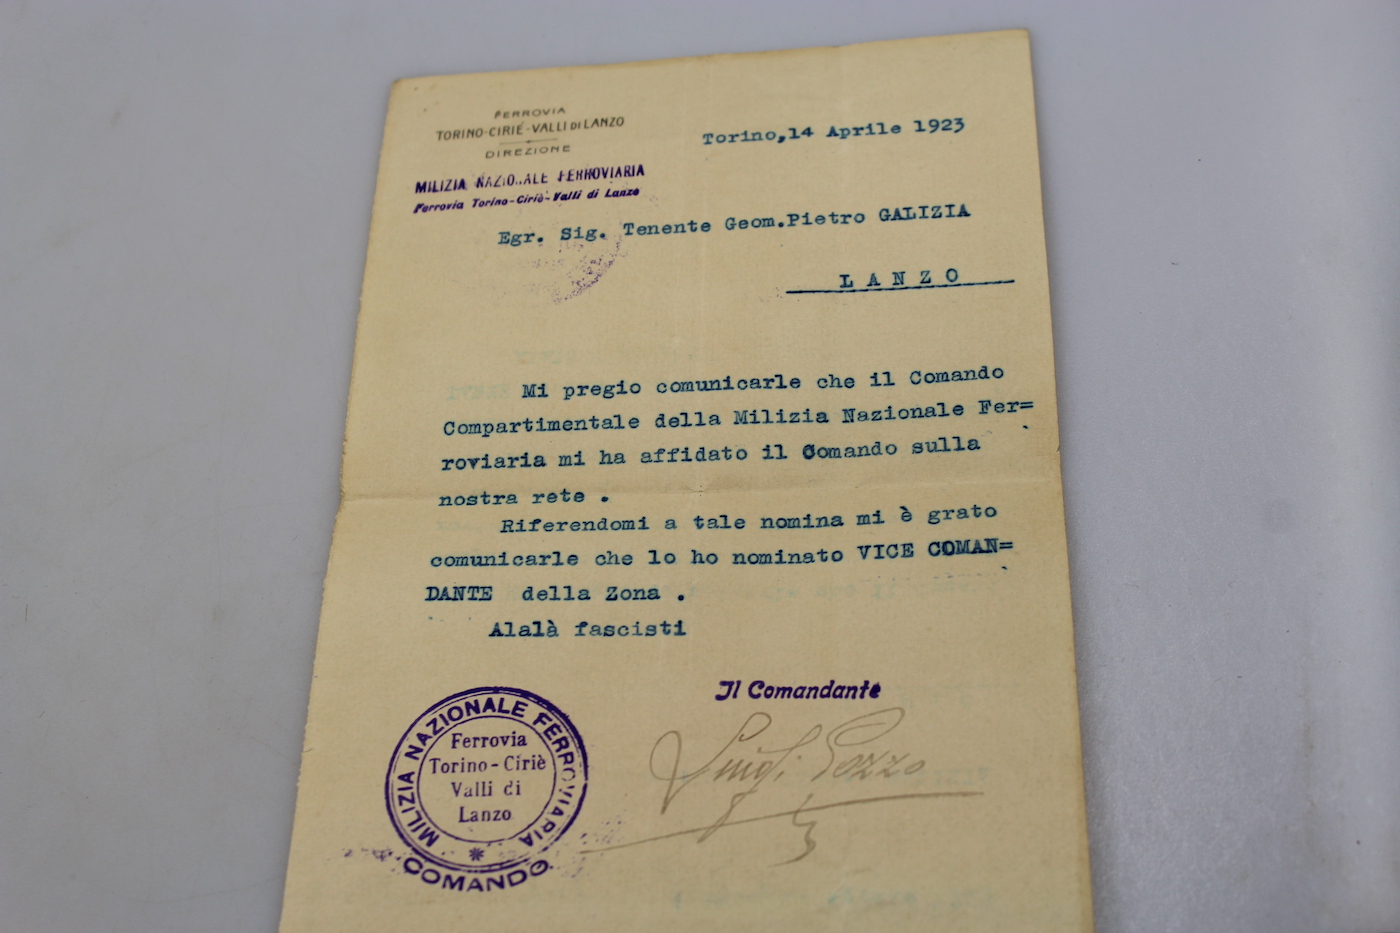 FERROVIA
TORINO-CIRIÈ-VALLI DI LANZO
DIREZIONE
MILIZIA NAZIONALE FERROVIARIA
Ferrovia Torino-Ciriè-Valli di Lanzo
Torino,14 Aprile 1923
Egr. Sig. Tenente Geom.Pietro GALIZIA
LANZO
Mi pregio comunicarle che il Comando
Compartimentale della Milizia Nazionale Fer=
roviaria mi ha affidato il Comando sulla
nostra rete .
Riferendomi a tale nomina mi è grato
comunicarle che lo ho nominato VICE COMAN=
DANTE della Zona .
Alalà fascisti
Il Comandante
Luigi Pozzo
MILIZIA NAZIONALE FERROVIARIA
Ferrovia
Torino-Ciriè
Valli di
Lanzo
COMANDO